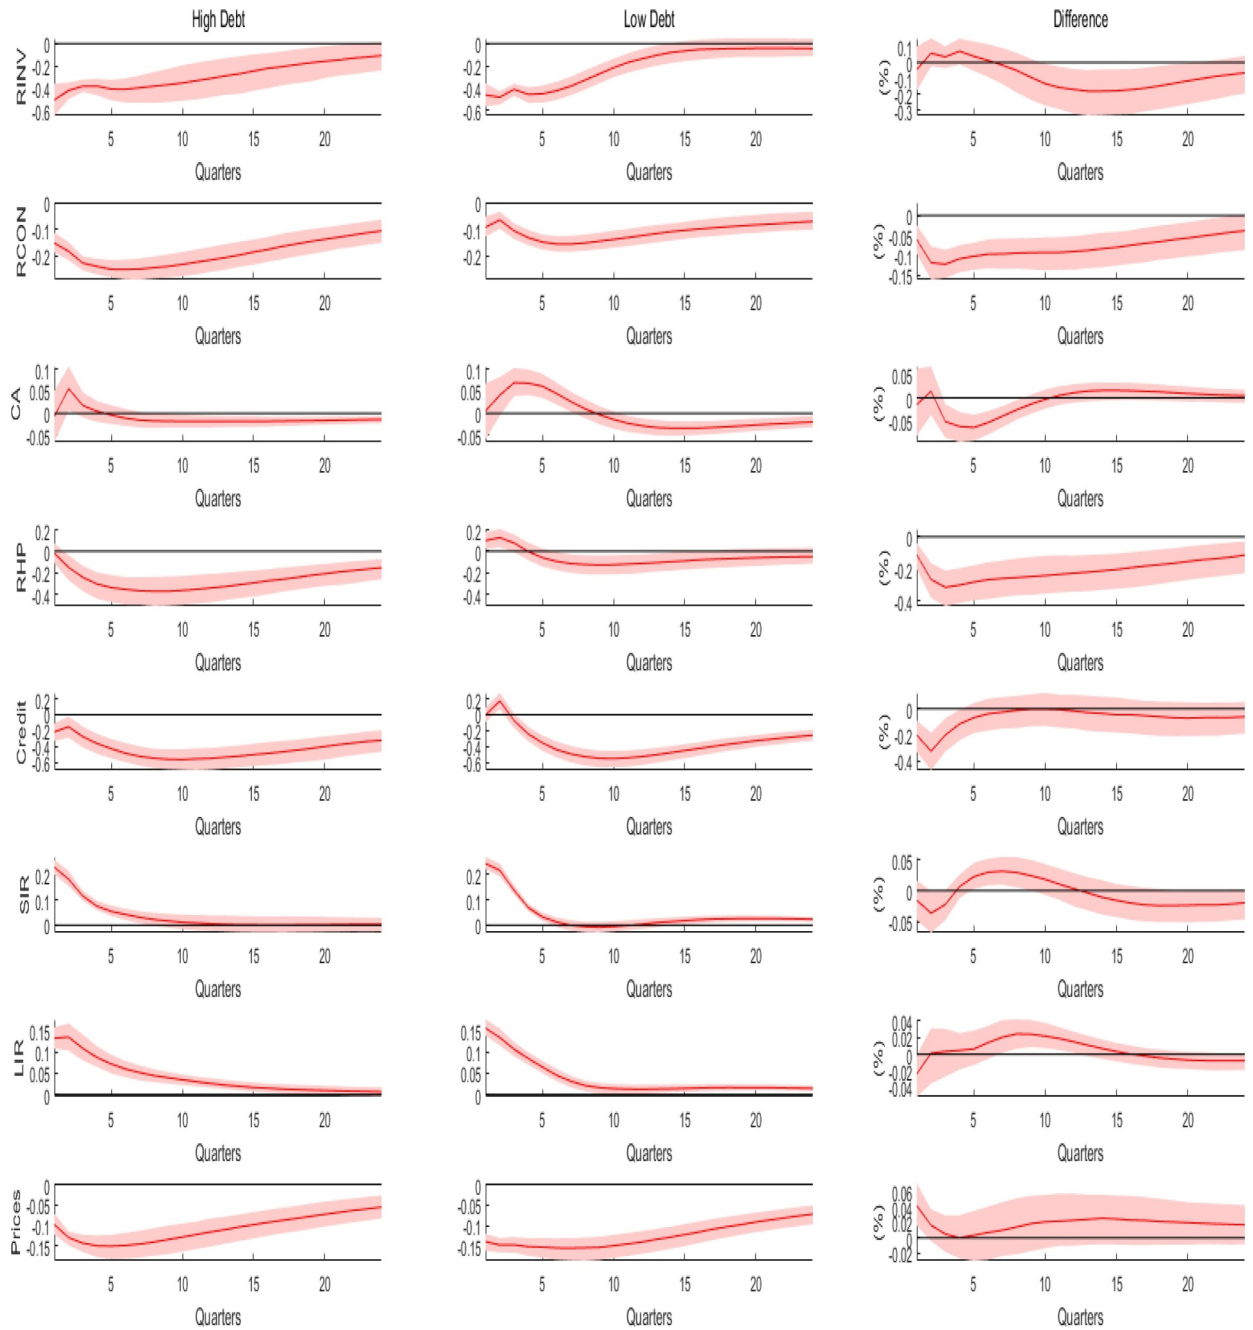 High Debt Low Debt Difference
RINV 0 -0.2 -0.4 -0.6 5 10 15 20 Quarters
0 -0.2 -0.4 -0.6 5 10 15 20 Quarters
(%) 0.1 0 -0.1 -0.2 -0.3 5 10 15 20 Quarters
RCON 0 -0.1 -0.2 5 10 15 20 Quarters
0 -0.1 -0.2 5 10 15 20 Quarters
(%) 0 -0.05 -0.1 -0.15 5 10 15 20 Quarters
CA 0.1 0.05 0 -0.05 5 10 15 20 Quarters
0.1 0.05 0 -0.05 5 10 15 20 Quarters
(%) 0.05 0 -0.05 5 10 15 20 Quarters
RHP 0.2 0 -0.2 -0.4 5 10 15 20 Quarters
0.2 0 -0.2 -0.4 5 10 15 20 Quarters
(%) 0 -0.2 -0.4 5 10 15 20 Quarters
Credit 0.2 0 -0.2 -0.4 -0.6 5 10 15 20 Quarters
0.2 0 -0.2 -0.4 -0.6 5 10 15 20 Quarters
(%) 0 -0.2 -0.4 5 10 15 20 Quarters
SIR 0.2 0.1 0 5 10 15 20 Quarters
0.2 0.1 0 5 10 15 20 Quarters
(%) 0.05 0 -0.05 5 10 15 20 Quarters
LIR 0.15 0.1 0.05 0 5 10 15 20 Quarters
0.15 0.1 0.05 0 5 10 15 20 Quarters
(%) 0.04 0.02 0 -0.02 -0.04 5 10 15 20 Quarters
Prices 0 -0.05 -0.1 -0.15 5 10 15 20 Quarters
0 -0.05 -0.1 -0.15 5 10 15 20 Quarters
(%) 0.06 0.04 0.02 0 -0.02 5 10 15 20 Quarters